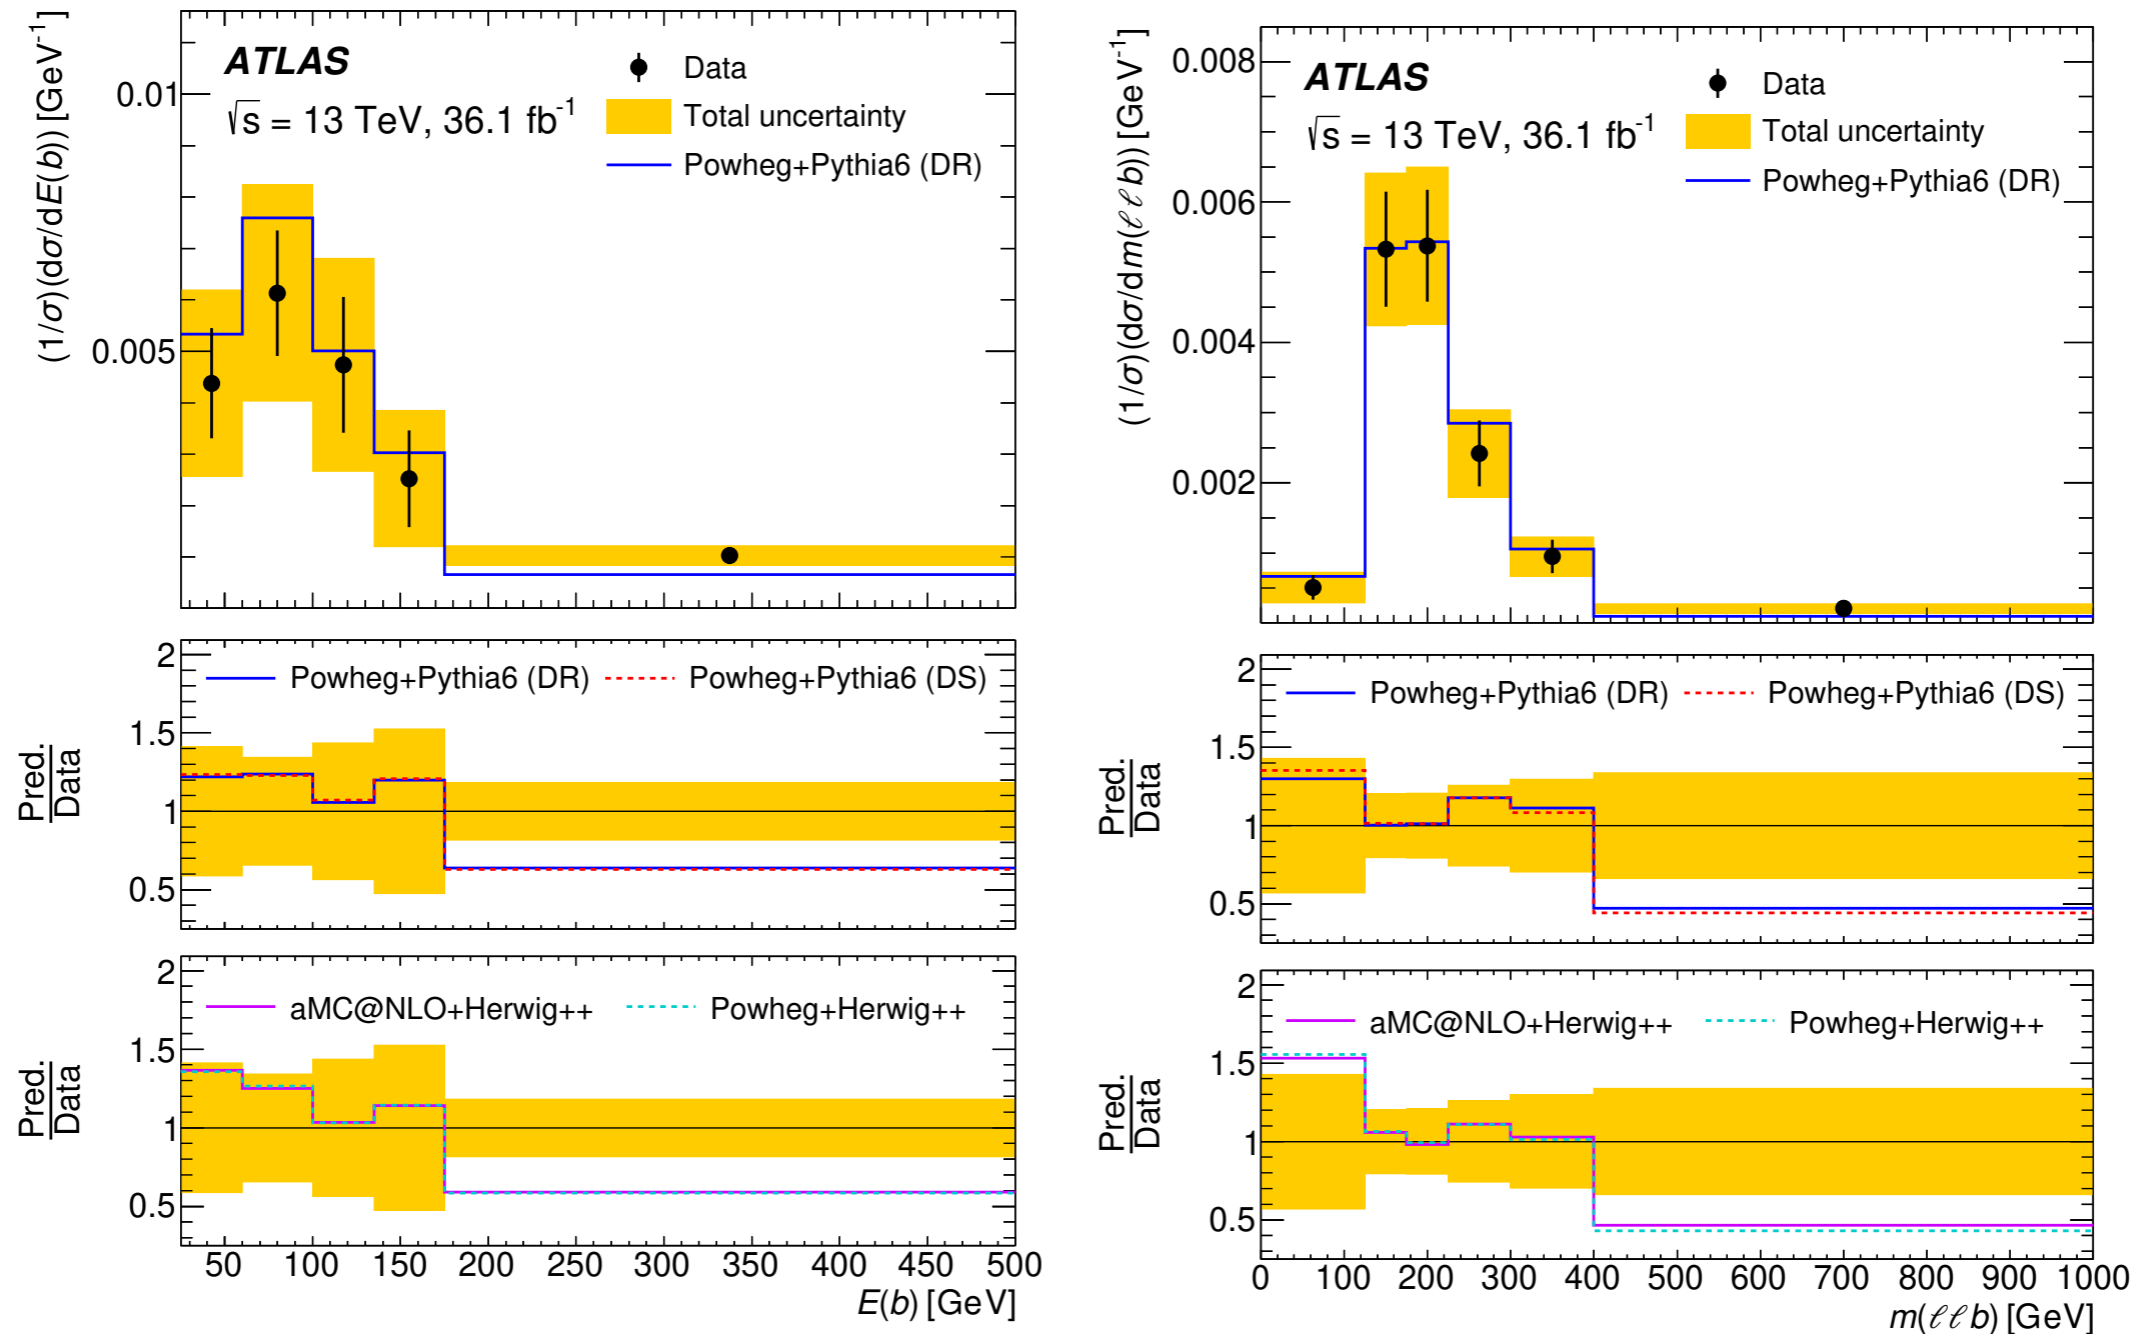 (1/σ)(dσ/dE(b)) [GeV⁻¹]
0.01
0.005
ATLAS
√s = 13 TeV, 36.1 fb⁻¹
Data
Total uncertainty
Powheg+Pythia6 (DR)
Pred.
Data
2
1.5
1
0.5
Powheg+Pythia6 (DR)
Powheg+Pythia6 (DS)
Pred.
Data
2
1.5
1
0.5
aMC@NLO+Herwig++
Powheg+Herwig++
50 100 150 200 250 300 350 400 450 500
E(b) [GeV]
(1/σ)(dσ/dm(ℓℓb)) [GeV⁻¹]
0.008
0.006
0.004
0.002
ATLAS
√s = 13 TeV, 36.1 fb⁻¹
Data
Total uncertainty
Powheg+Pythia6 (DR)
Pred.
Data
2
1.5
1
0.5
Powheg+Pythia6 (DR)
Powheg+Pythia6 (DS)
Pred.
Data
2
1.5
1
0.5
aMC@NLO+Herwig++
Powheg+Herwig++
0 100 200 300 400 500 600 700 800 900 1000
m(ℓℓb) [GeV]